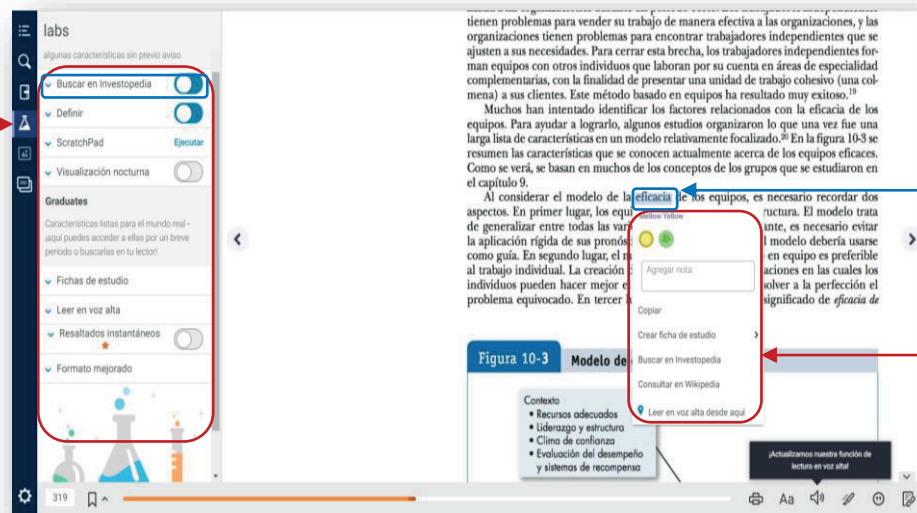 labs
algunas características sin previo aviso.
Buscar en Investopedia
Definir
ScratchPad Ejecutar
Visualización nocturna
Graduates
Características listas para el mundo real -
¡aquí puedes acceder a ellas por un breve
periodo o buscarlas en tu lector!
Fichas de estudio
Leer en voz alta
Resaltados instantáneos
Formato mejorado
tienen problemas para vender su trabajo de manera efectiva a las organizaciones, y las
organizaciones tienen problemas para encontrar trabajadores independientes que se
ajusten a sus necesidades. Para cerrar esta brecha, los trabajadores independientes for-
man equipos con otros individuos que laboran por su cuenta en áreas de especialidad
complementarias, con la finalidad de presentar una unidad de trabajo cohesivo (una col-
mena) a sus clientes. Este método basado en equipos ha resultado muy exitoso.19
Muchos han intentado identificar los factores relacionados con la eficacia de los
equipos. Para ayudar a lograrlo, algunos estudios organizaron lo que una vez fue una
larga lista de características en un modelo relativamente focalizado.20 En la figura 10-3 se
resumen las características que se conocen actualmente acerca de los equipos eficaces.
Como se verá, se basan en muchos de los conceptos de los grupos que se estudiaron en
el capítulo 9.
Al considerar el modelo de la eficacia de los equipos, es necesario recordar dos
aspectos. En primer lugar, los equi ructura. El modelo trata
de generalizar entre todas las var ante, es necesario evitar
la aplicación rígida de sus pronós l modelo debería usarse
como guía. En segundo lugar, el m en equipo es preferible
al trabajo individual. La creación aciones en las cuales los
individuos pueden hacer mejor e olver a la perfección el
problema equivocado. En tercer significado de eficacia de
Mellow Yellow
Agregar nota
Copiar
Crear ficha de estudio
Buscar en Investopedia
Consultar en Wikipedia
Leer en voz alta desde aquí
Figura 10-3 Modelo de
Contexto
• Recursos adecuados
• Liderazgo y estructura
• Clima de confianza
• Evaluación del desempeño
y sistemas de recompensa
¡Actualizamos nuestra función de
lectura en voz alta!
319
Aa